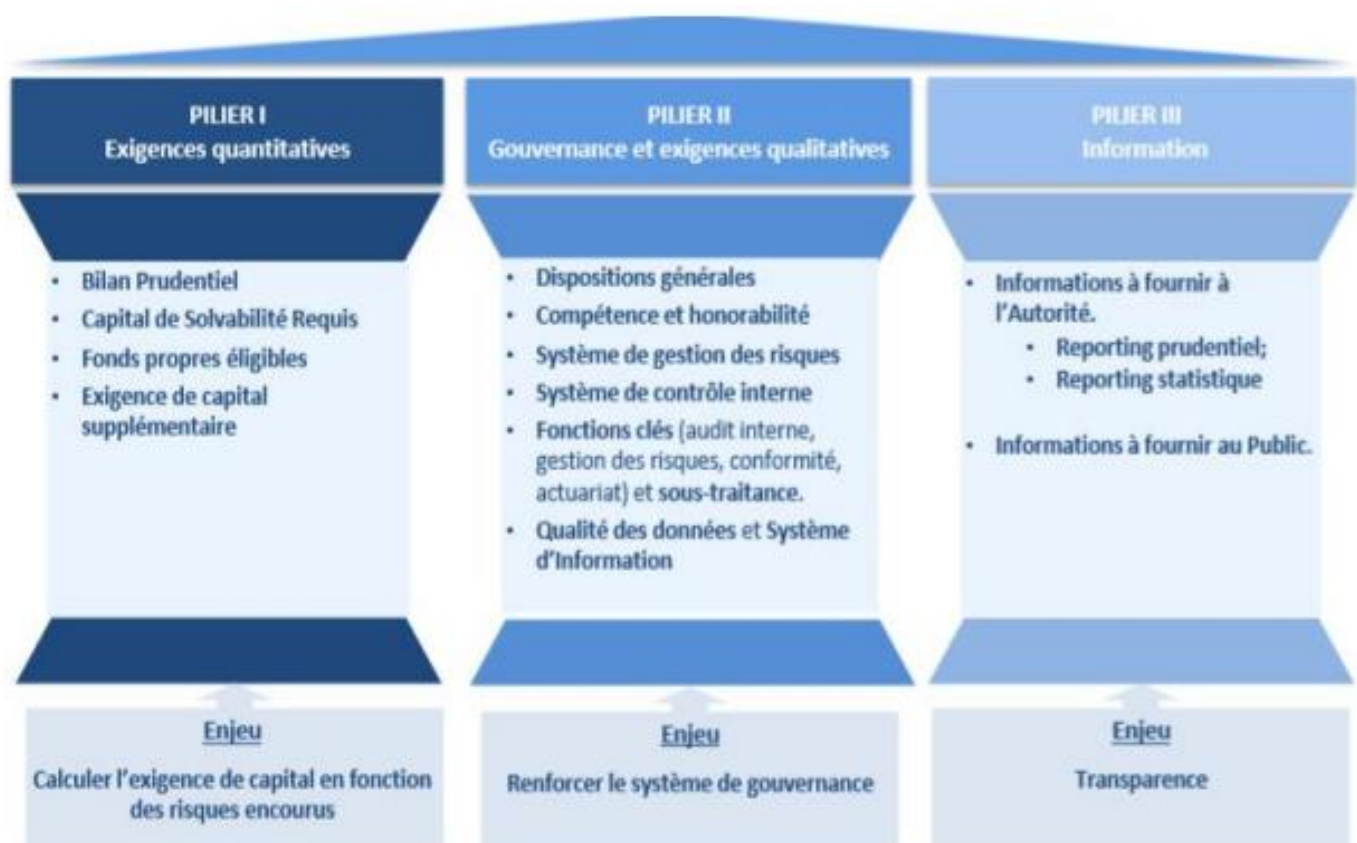 PILIER I
Exigences quantitatives
• Bilan Prudentiel
• Capital de Solvabilité Requis
• Fonds propres éligibles
• Exigence de capital
supplémentaire
Enjeu
Calculer l'exigence de capital en fonction
des risques encourus
PILIER II
Gouvernance et exigences qualitatives
• Dispositions générales
• Compétence et honorabilité
• Système de gestion des risques
• Système de contrôle interne
• Fonctions clés (audit interne,
gestion des risques, conformité,
actuariat) et sous-traitance.
• Qualité des données et Système
d'Information
Enjeu
Renforcer le système de gouvernance
PILIER III
Information
• Informations à fournir à
l'Autorité.
• Reporting prudentiel;
• Reporting statistique
• Informations à fournir au Public.
Enjeu
Transparence